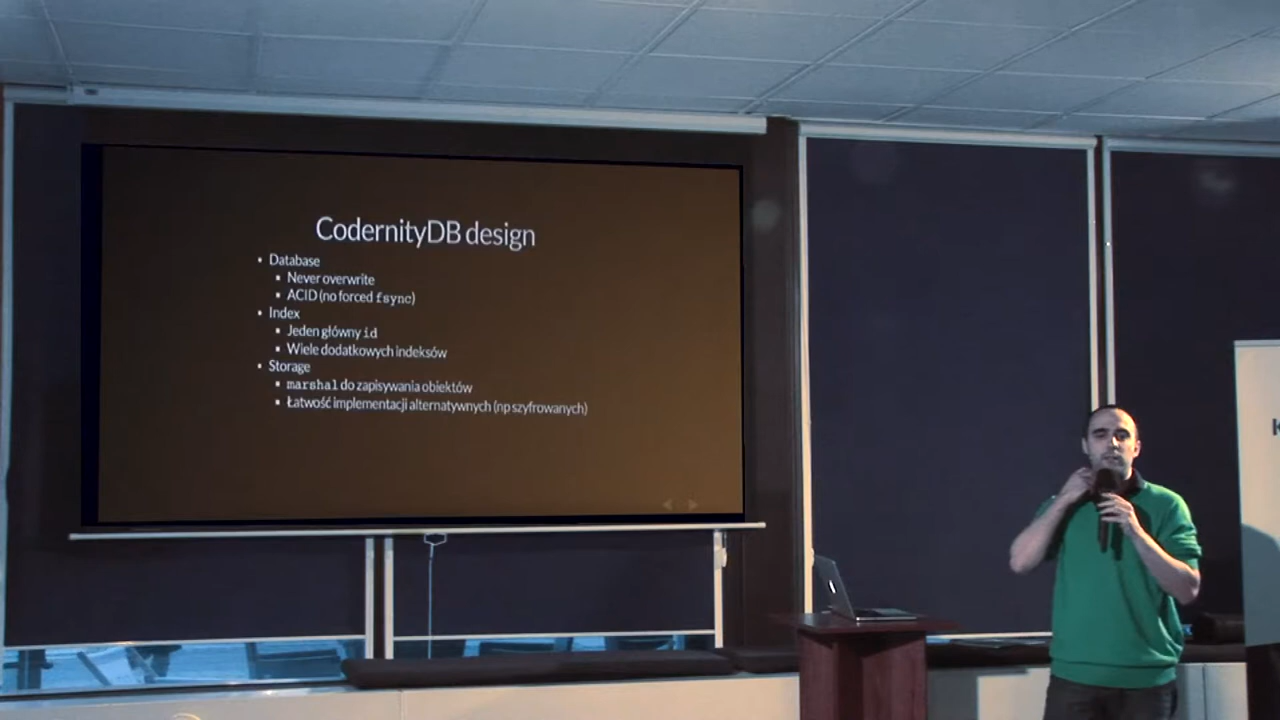 CodernityDB design
▪ Database
▪ Never overwrite
▪ ACID (no forced fsync)
▪ Index
▪ Jeden główny id
▪ Wiele dodatkowych indeksów
▪ Storage
▪ marshal do zapisywania obiektów
▪ Łatwość implementacji alternatywnych (np szyfrowanych)
K